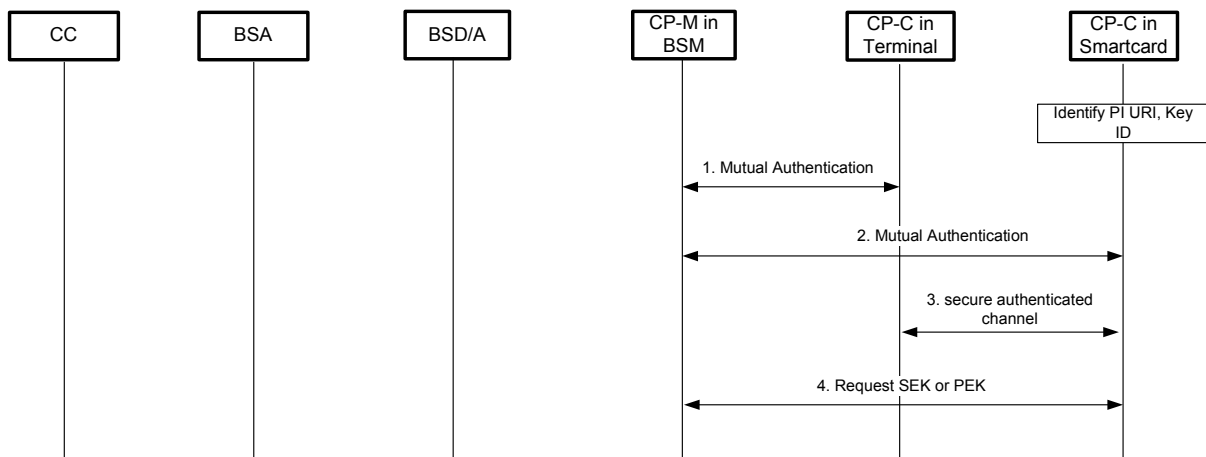 CC
BSA
BSD/A
CP-M in
BSM
CP-C in
Terminal
CP-C in
Smartcard
Identify PI URI, Key
ID
1. Mutual Authentication
2. Mutual Authentication
3. secure authenticated
channel
4. Request SEK or PEK